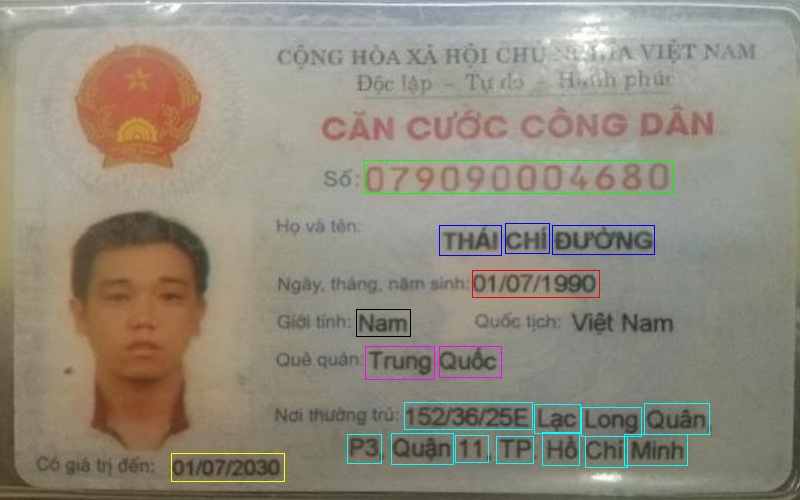 CỘNG HÒA XÃ HỘI CHỦ NGHĨA VIỆT NAM
Độc lập - Tự do - Hạnh phúc
CĂN CƯỚC CÔNG DÂN
Số: 079090004680
Họ và tên:
THÁI CHÍ ĐƯỜNG
Ngày, tháng, năm sinh: 01/07/1990
Giới tính: Nam Quốc tịch: Việt Nam
Quê quán: Trung Quốc
Nơi thường trú: 152/36/25E Lạc Long Quân,
P3, Quận 11, TP. Hồ Chí Minh
Có giá trị đến: 01/07/2030